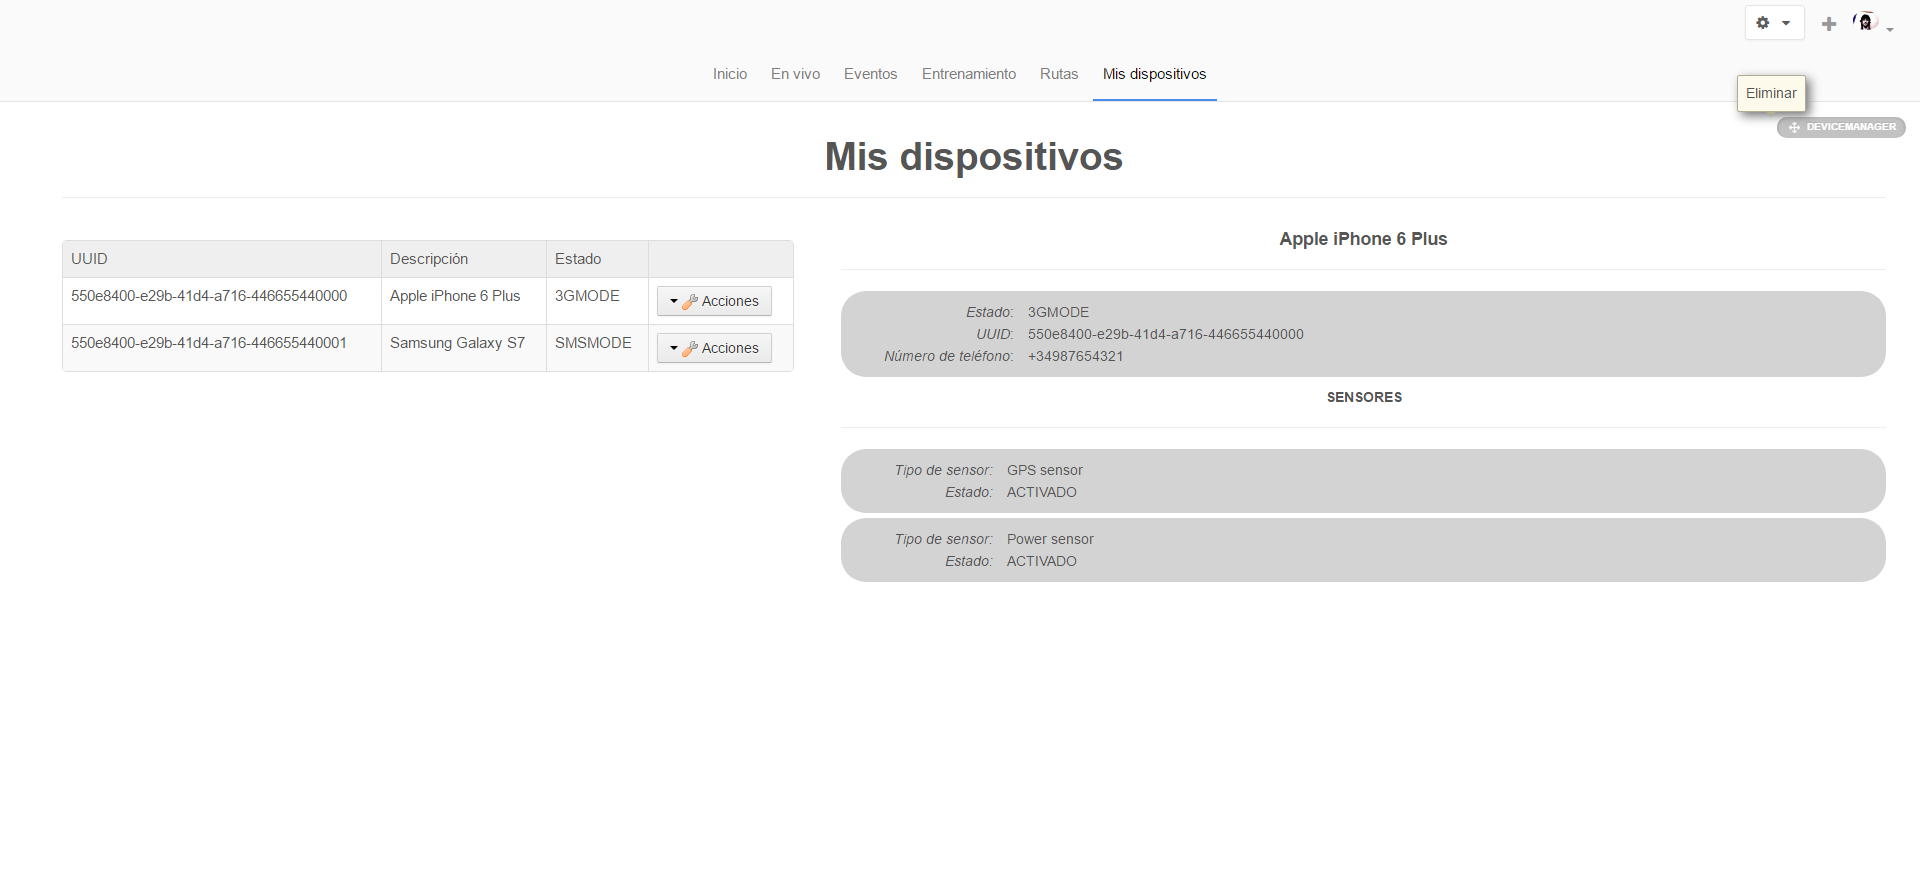 Inicio En vivo Eventos Entrenamiento Rutas Mis dispositivos
Eliminar
DEVICEMANAGER
Mis dispositivos
UUID Descripción Estado
550e8400-e29b-41d4-a716-446655440000 Apple iPhone 6 Plus 3GMODE Acciones
550e8400-e29b-41d4-a716-446655440001 Samsung Galaxy S7 SMSMODE Acciones
Apple iPhone 6 Plus
Estado: 3GMODE
UUID: 550e8400-e29b-41d4-a716-446655440000
Número de teléfono: +34987654321
SENSORES
Tipo de sensor: GPS sensor
Estado: ACTIVADO
Tipo de sensor: Power sensor
Estado: ACTIVADO